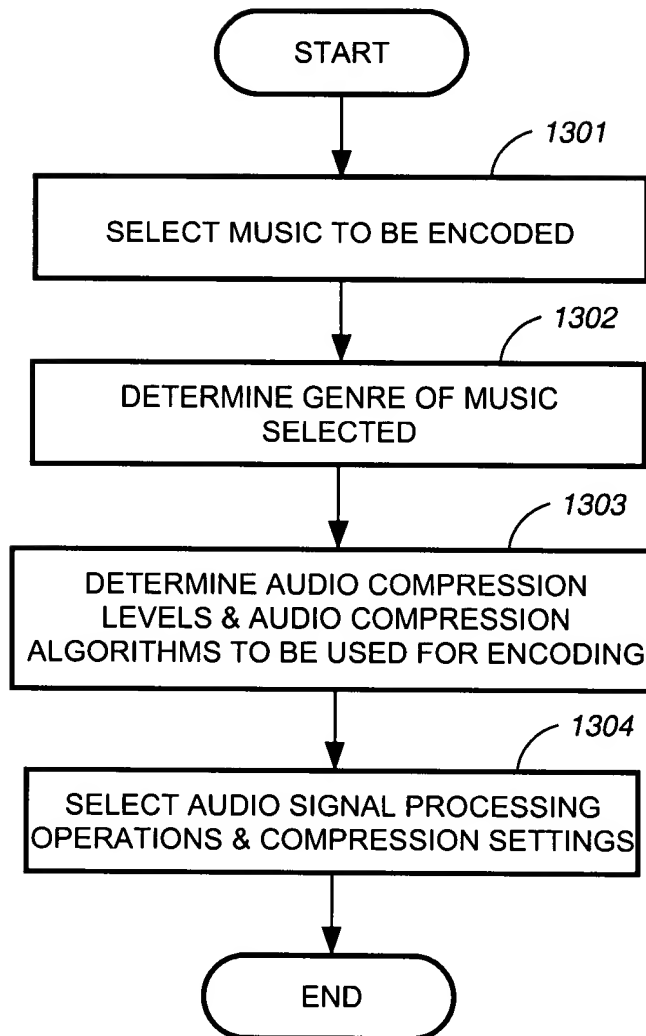 START
1301
SELECT MUSIC TO BE ENCODED
1302
DETERMINE GENRE OF MUSIC
SELECTED
1303
DETERMINE AUDIO COMPRESSION
LEVELS & AUDIO COMPRESSION
ALGORITHMS TO BE USED FOR ENCODING
1304
SELECT AUDIO SIGNAL PROCESSING
OPERATIONS & COMPRESSION SETTINGS
END